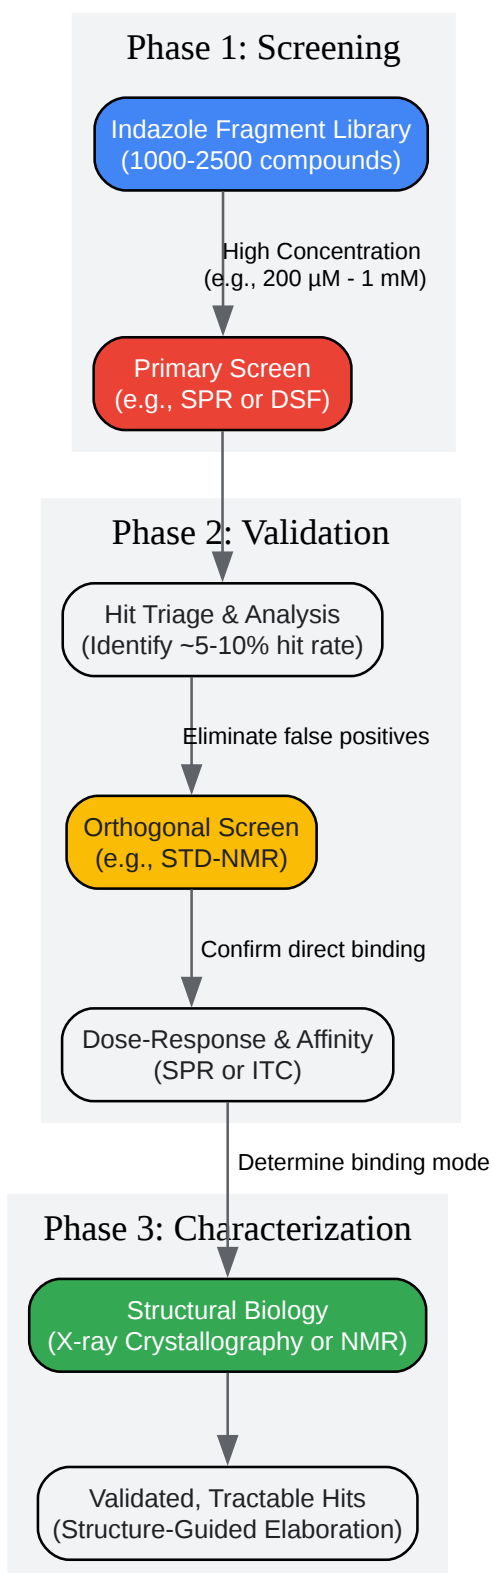 Phase 1: Screening
Indazole Fragment Library
(1000-2500 compounds)
High Concentration
(e.g., 200 µM - 1 mM)
Primary Screen
(e.g., SPR or DSF)
Phase 2: Validation
Hit Triage & Analysis
(Identify ~5-10% hit rate)
Eliminate false positives
Orthogonal Screen
(e.g., STD-NMR)
Confirm direct binding
Dose-Response & Affinity
(SPR or ITC)
Determine binding mode
Phase 3: Characterization
Structural Biology
(X-ray Crystallography or NMR)
Validated, Tractable Hits
(Structure-Guided Elaboration)